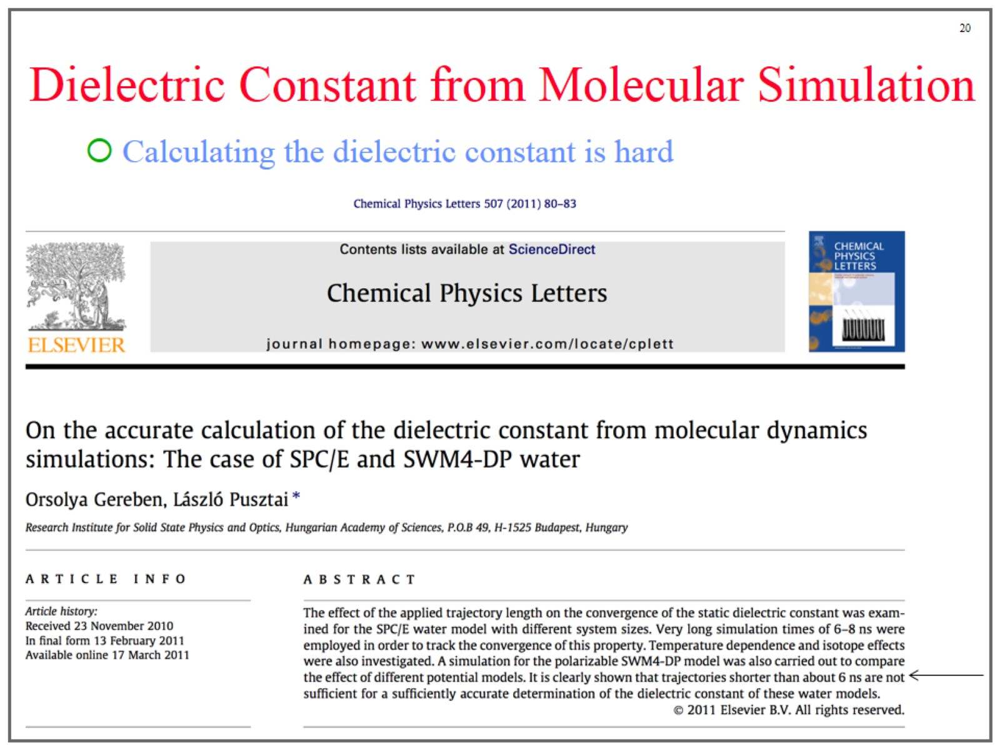 20
Dielectric Constant from Molecular Simulation
Calculating the dielectric constant is hard
Chemical Physics Letters 507 (2011) 80–83
Contents lists available at ScienceDirect
Chemical Physics Letters
journal homepage: www.elsevier.com/locate/cplett
ELSEVIER
CHEMICAL
PHYSICS
LETTERS
On the accurate calculation of the dielectric constant from molecular dynamics
simulations: The case of SPC/E and SWM4-DP water
Orsolya Gereben, László Pusztai *
Research Institute for Solid State Physics and Optics, Hungarian Academy of Sciences, P.O.B 49, H-1525 Budapest, Hungary
ARTICLE INFO
Article history:
Received 23 November 2010
In final form 13 February 2011
Available online 17 March 2011
ABSTRACT
The effect of the applied trajectory length on the convergence of the static dielectric constant was exam-
ined for the SPC/E water model with different system sizes. Very long simulation times of 6–8 ns were
employed in order to track the convergence of this property. Temperature dependence and isotope effects
were also investigated. A simulation for the polarizable SWM4-DP model was also carried out to compare
the effect of different potential models. It is clearly shown that trajectories shorter than about 6 ns are not
sufficient for a sufficiently accurate determination of the dielectric constant of these water models.
© 2011 Elsevier B.V. All rights reserved.